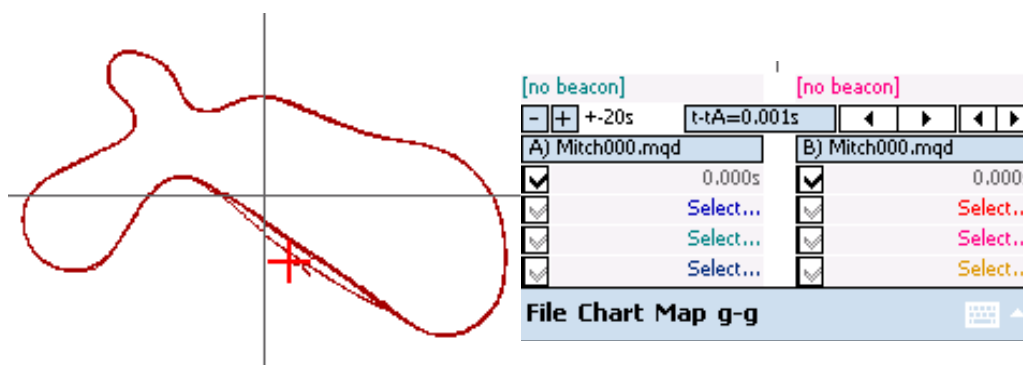 [no beacon] [no beacon]
- + +-20s t-tA=0.001s
A) Mitch000.mqd B) Mitch000.mqd
0.000s 0.000
Select... Select..
Select... Select..
Select... Select..
File Chart Map g-g